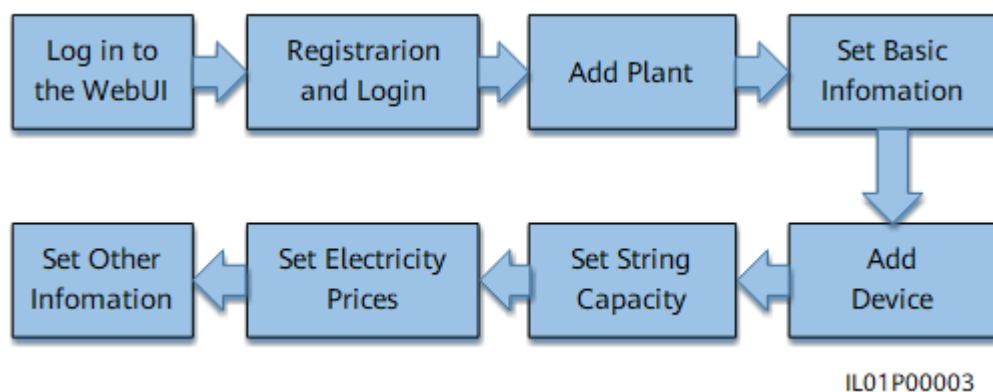 Log in to
the WebUI
Registrarion
and Login
Add Plant
Set Basic
Infomation
Add
Device
Set String
Capacity
Set Electricity
Prices
Set Other
Infomation
IL01P00003